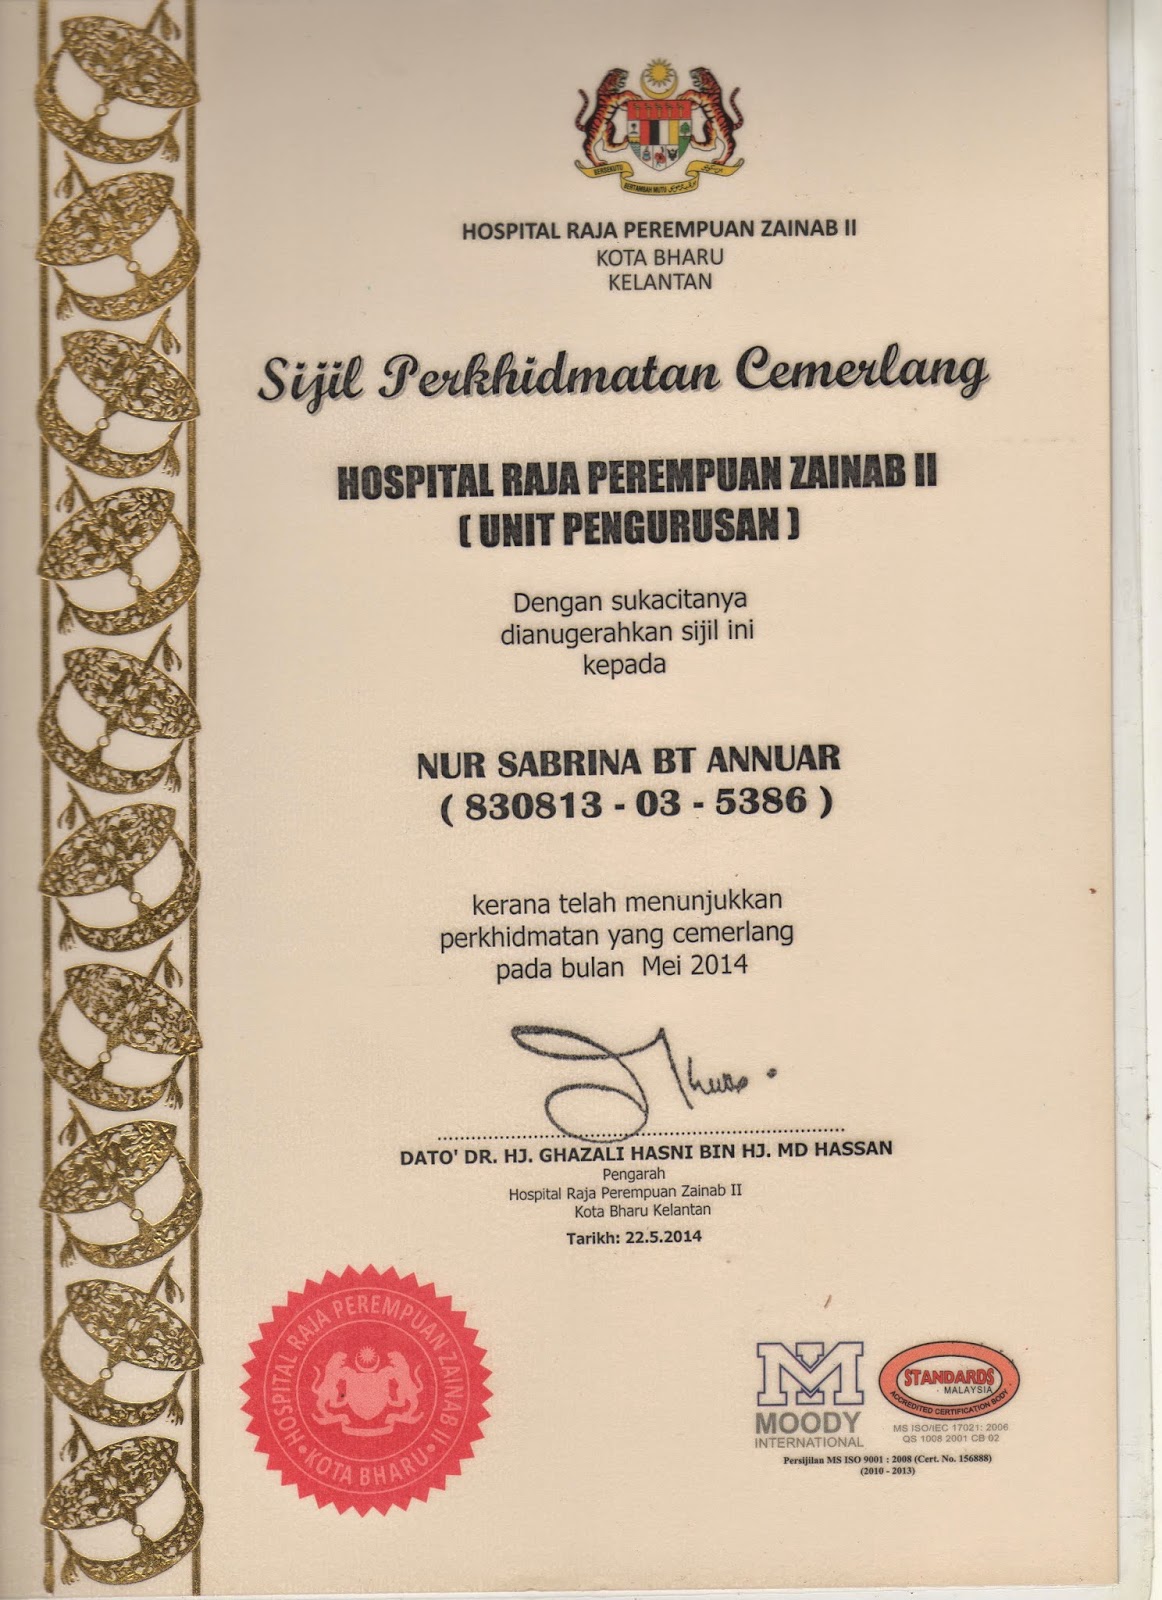 BERSEKUTU
BERTAMBAH MUTU
HOSPITAL RAJA PEREMPUAN ZAINAB II
KOTA BHARU
KELANTAN
Sijil Perkhidmatan Cemerlang
HOSPITAL RAJA PEREMPUAN ZAINAB II
( UNIT PENGURUSAN )
Dengan sukacitanya
dianugerahkan sijil ini
kepada
NUR SABRINA BT ANNUAR
( 830813 - 03 - 5386 )
kerana telah menunjukkan
perkhidmatan yang cemerlang
pada bulan Mei 2014
DATO' DR. HJ. GHAZALI HASNI BIN HJ. MD HASSAN
Pengarah
Hospital Raja Perempuan Zainab II
Kota Bharu Kelantan
Tarikh: 22.5.2014
HOSPITAL RAJA PEREMPUAN ZAINAB II
• KOTA BHARU •
M
MOODY
INTERNATIONAL
STANDARDS
MALAYSIA
ACCREDITED CERTIFICATION BODY
MS ISO/IEC 17021: 2006
QS 1008 2001 CB 02
Persijilan MS ISO 9001 : 2008 (Cert. No. 156888)
(2010 - 2013)